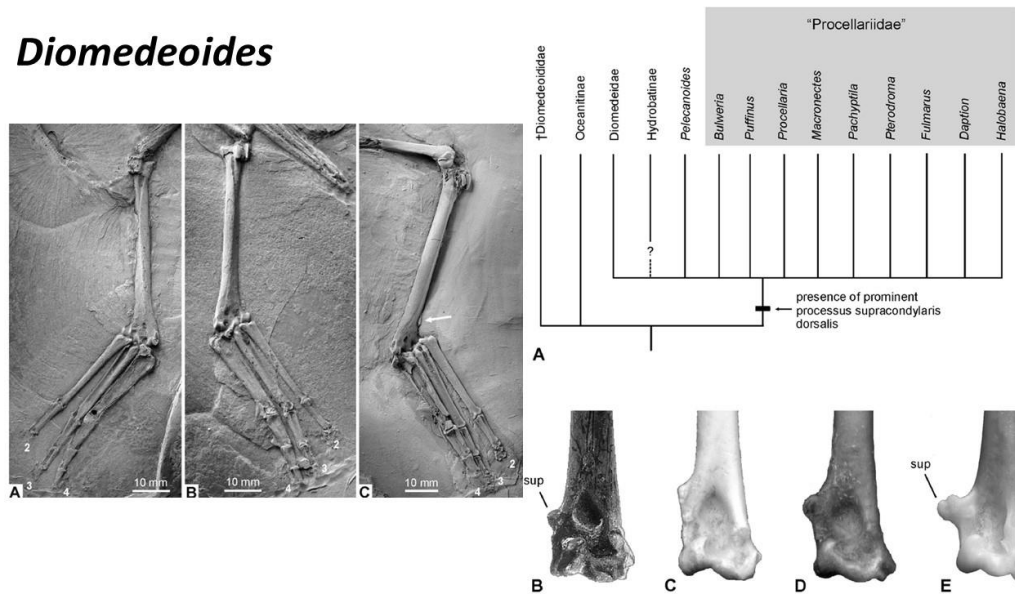 Diomedeoides
2
3
4
A
10 mm
2
3
4
B
10 mm
2
3
4
C
10 mm
"Procellariidae"
†Diomedeoididae
Oceanitinae
Diomedeidae
Hydrobatinae
Pelecanoides
Bulweria
Puffinus
Procellaria
Macronectes
Pachyptila
Pterodroma
Fulmarus
Daption
Halobaena
?
presence of prominent
processus supracondylaris
dorsalis
A
sup
B
C
D
sup
E